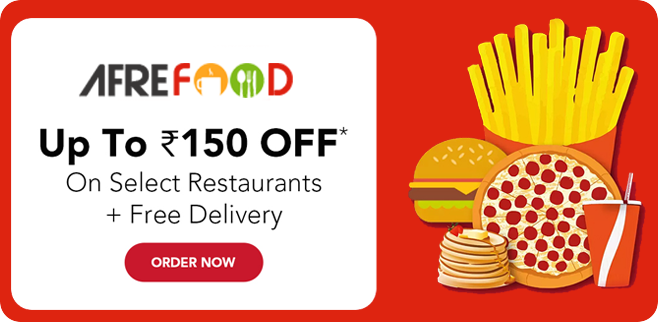 AFREFOOD
Up To ₹150 OFF*
On Select Restaurants
+ Free Delivery
ORDER NOW